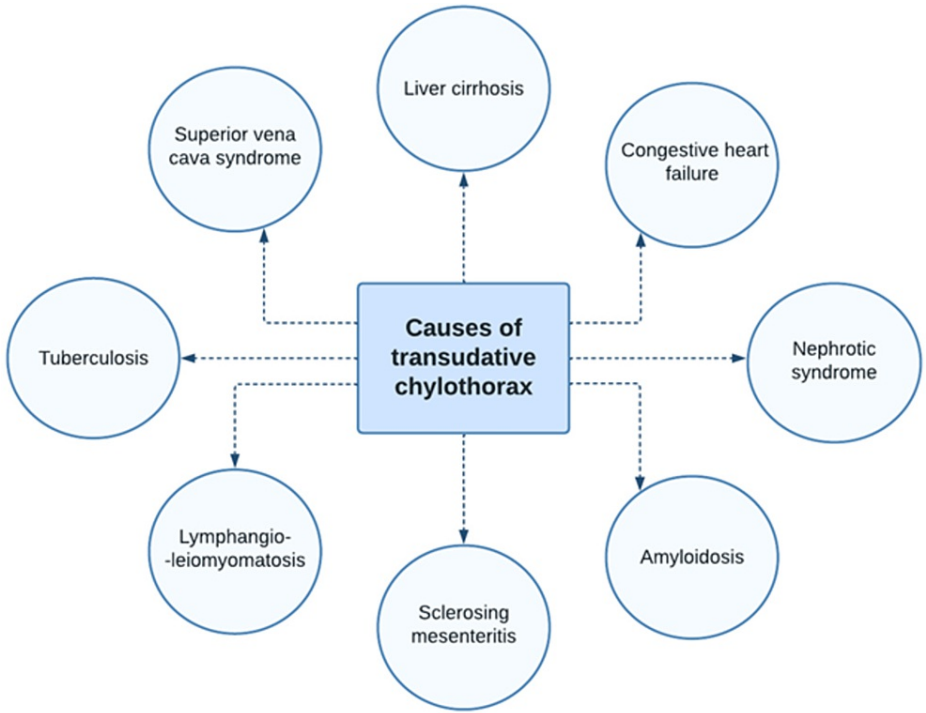 Liver cirrhosis
Superior vena
cava syndrome
Congestive heart
failure
Causes of
transudative
chylothorax
Tuberculosis
Nephrotic
syndrome
Lymphangio-
-leiomyomatosis
Amyloidosis
Sclerosing
mesenteritis